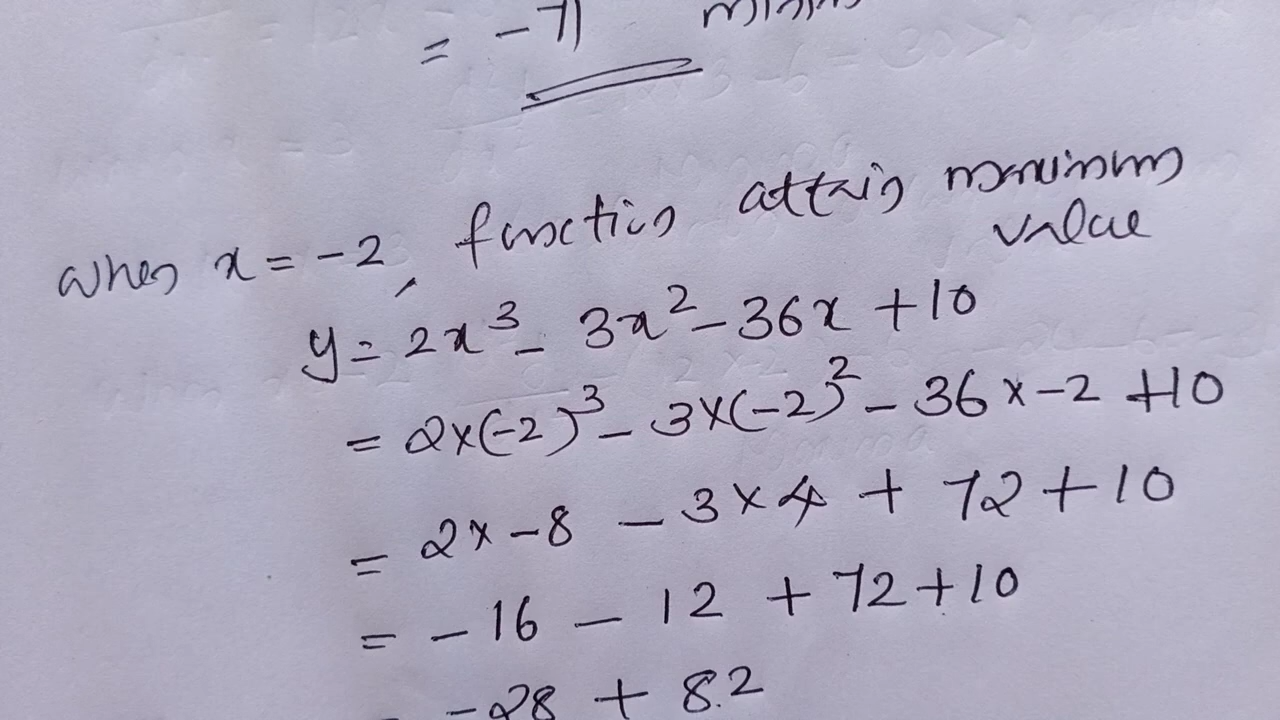 = -71
when x = -2, function attain maximum
value
y = 2x³ - 3x² - 36x + 10
= 2×(-2)³ - 3×(-2)² - 36×-2 +10
= 2×-8 - 3×4 + 72+10
= -16 - 12 + 72+10
-28 + 82